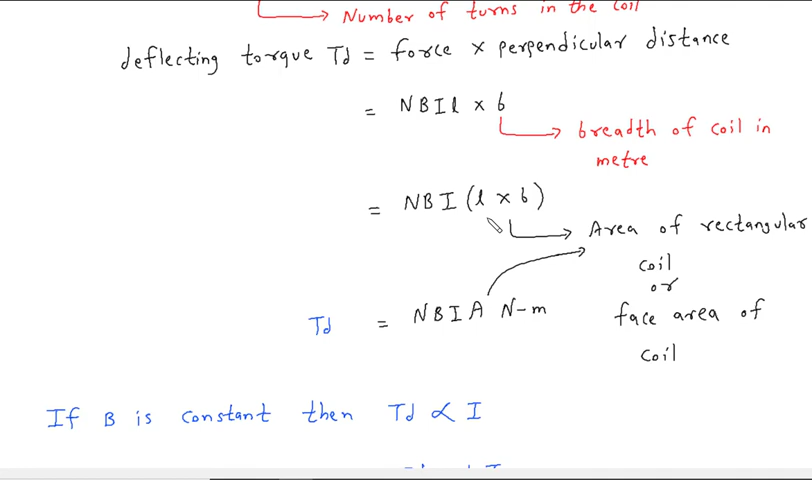 Number of turns in the coil
deflecting torque Td = force × perpendicular distance
= NBIl × b
breadth of coil in
metre
= NBI (l × b)
Area of rectangular
coil
or
face area of
coil
Td = NBIA N-m
If B is constant then Td ∝ I